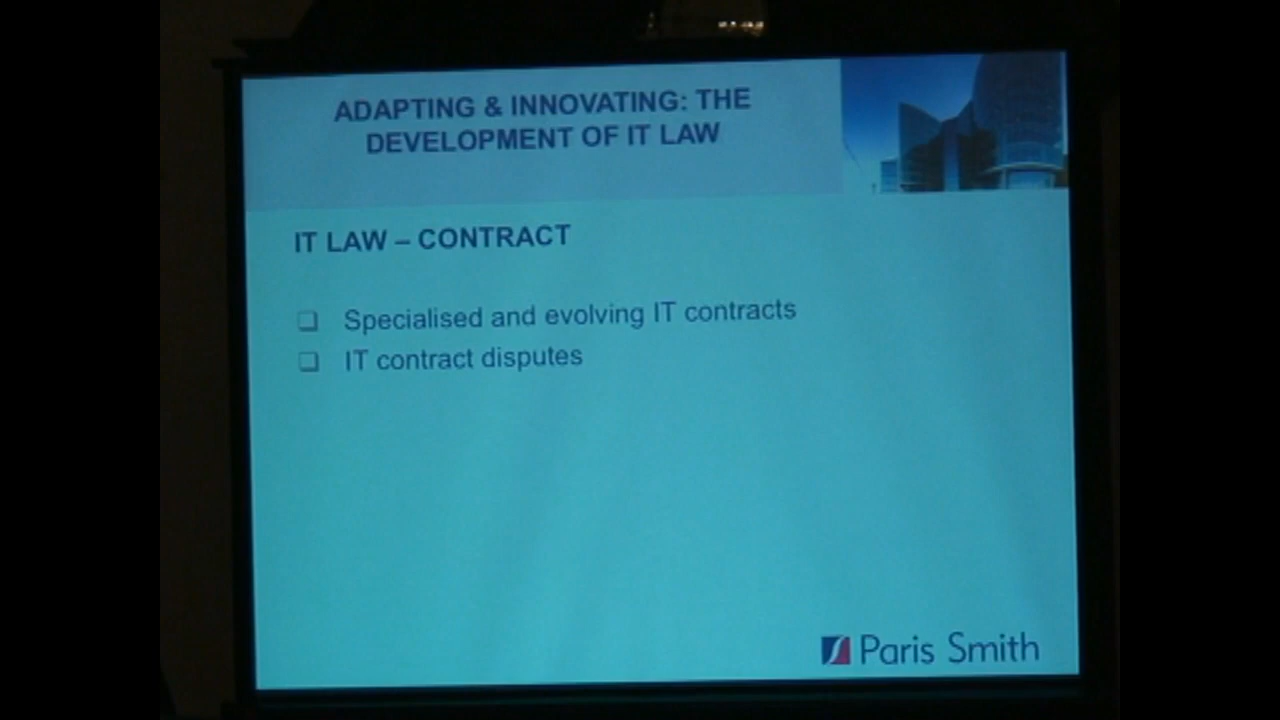 ADAPTING & INNOVATING: THE
DEVELOPMENT OF IT LAW
IT LAW – CONTRACT
❑ Specialised and evolving IT contracts
❑ IT contract disputes
Paris Smith